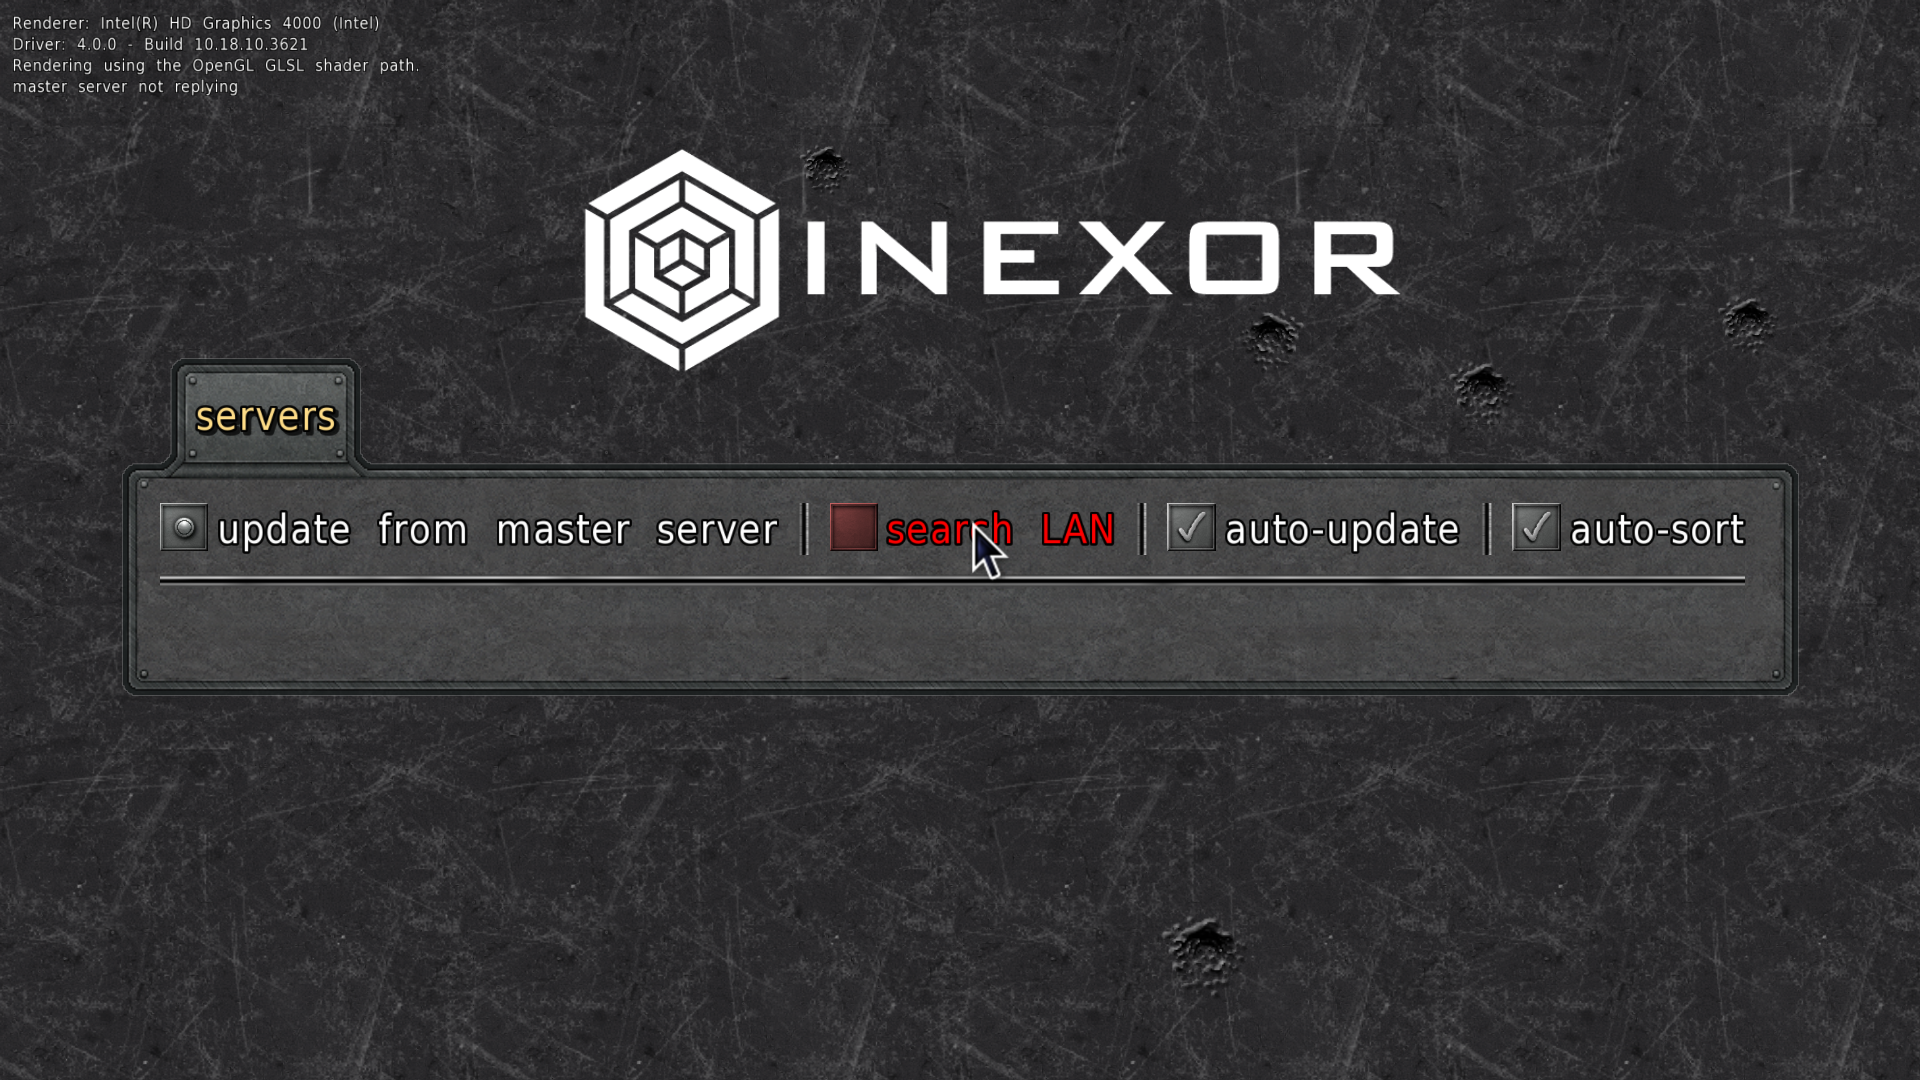 Renderer: Intel(R) HD Graphics 4000 (Intel)
Driver: 4.0.0 - Build 10.18.10.3621
Rendering using the OpenGL GLSL shader path.
master server not replying
INEXOR
servers
update from master server search LAN auto-update auto-sort